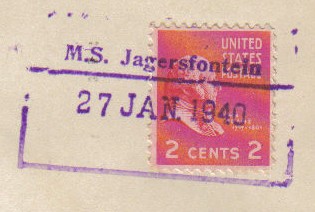 M.S. Jagersfontein
27 JAN. 1940
UNITED
STATES
POSTAGE
2 CENTS 2